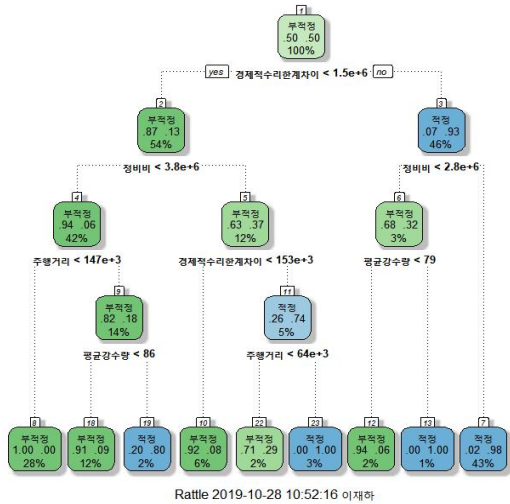 1
부적정
.50 .50
100%
yes 경제적수리한계차이 < 1.5e+6 no
2
부적정
.87 .13
54%
3
적정
.07 .93
46%
정비비 < 3.8e+6
정비비 < 2.8e+6
4
부적정
.94 .06
42%
5
부적정
.63 .37
12%
6
부적정
.68 .32
3%
주행거리 < 147e+3
경제적수리한계차이 < 153e+3
평균강수량 < 79
9
부적정
.82 .18
14%
11
적정
.26 .74
5%
평균강수량 < 86
주행거리 < 64e+3
8
부적정
1.00 .00
28%
18
부적정
.91 .09
12%
19
적정
.20 .80
2%
10
부적정
.92 .08
6%
22
부적정
.71 .29
2%
23
적정
.00 1.00
3%
12
부적정
.94 .06
2%
13
적정
.00 1.00
1%
7
적정
.02 .98
43%
Rattle 2019-10-28 10:52:16 이재하